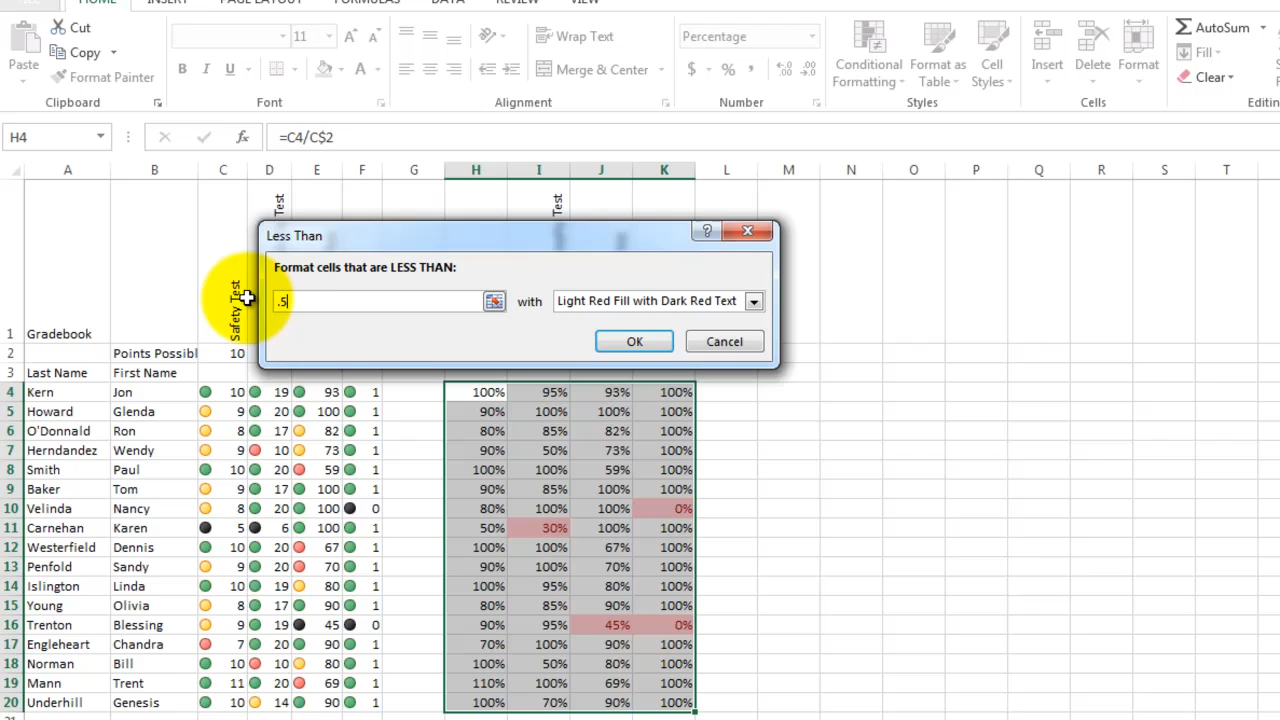 HOME INSERT PAGE LAYOUT FORMULAS DATA REVIEW VIEW
Cut
Copy
Format Painter
Paste
11
B I U
Wrap Text
Merge & Center
Percentage
$ %
Conditional Formatting
Format as Table
Cell Styles
Insert
Delete
Format
AutoSum
Fill
Clear
Clipboard Font Alignment Number Styles Cells
H4 fx =C4/C$2
A B C D E F G H I J K L M N O P Q R S T
Less Than
Format cells that are LESS THAN:
.5 with Light Red Fill with Dark Red Text
OK Cancel
Test
Test
Safety Test
1 Gradebook
2 Points Possibl 10
3 Last Name First Name
4 Kern Jon 10 19 93 1 100% 95% 93% 100%
5 Howard Glenda 9 20 100 1 90% 100% 100% 100%
6 O'Donnald Ron 8 17 82 1 80% 85% 82% 100%
7 Herndandez Wendy 9 10 73 1 90% 50% 73% 100%
8 Smith Paul 10 20 59 1 100% 100% 59% 100%
9 Baker Tom 9 17 100 1 90% 85% 100% 100%
10 Velinda Nancy 8 20 100 0 80% 100% 100% 0%
11 Carnehan Karen 5 6 100 1 50% 30% 100% 100%
12 Westerfield Dennis 10 20 67 1 100% 100% 67% 100%
13 Penfold Sandy 9 20 70 1 90% 100% 70% 100%
14 Islington Linda 10 19 80 1 100% 95% 80% 100%
15 Young Olivia 8 17 90 1 80% 85% 90% 100%
16 Trenton Blessing 9 19 45 0 90% 95% 45% 0%
17 Engleheart Chandra 7 20 90 1 70% 100% 90% 100%
18 Norman Bill 10 10 80 1 100% 50% 80% 100%
19 Mann Trent 11 20 69 1 110% 100% 69% 100%
20 Underhill Genesis 10 14 90 1 100% 70% 90% 100%